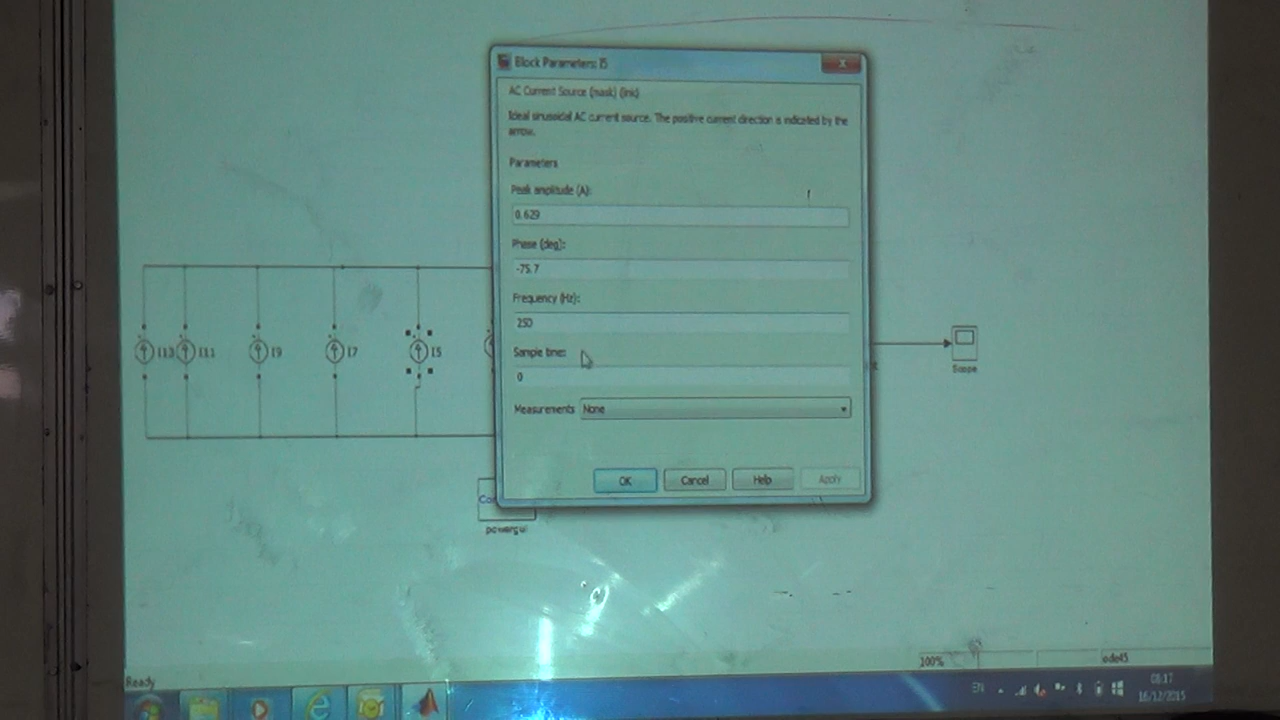 Block Parameters: I5
AC Current Source (mask) (link)
Ideal sinusoidal AC current source. The positive current direction is indicated by the
arrow.
Parameters
Peak amplitude (A):
0.629
Phase (deg):
-75.7
Frequency (Hz):
250
Sample time:
0
Measurements None
OK Cancel Help Apply
I13 I11 I9 I7 I5
Scope
Co
powergui
100% ode45
Ready
EN
08:17
16/12/2015